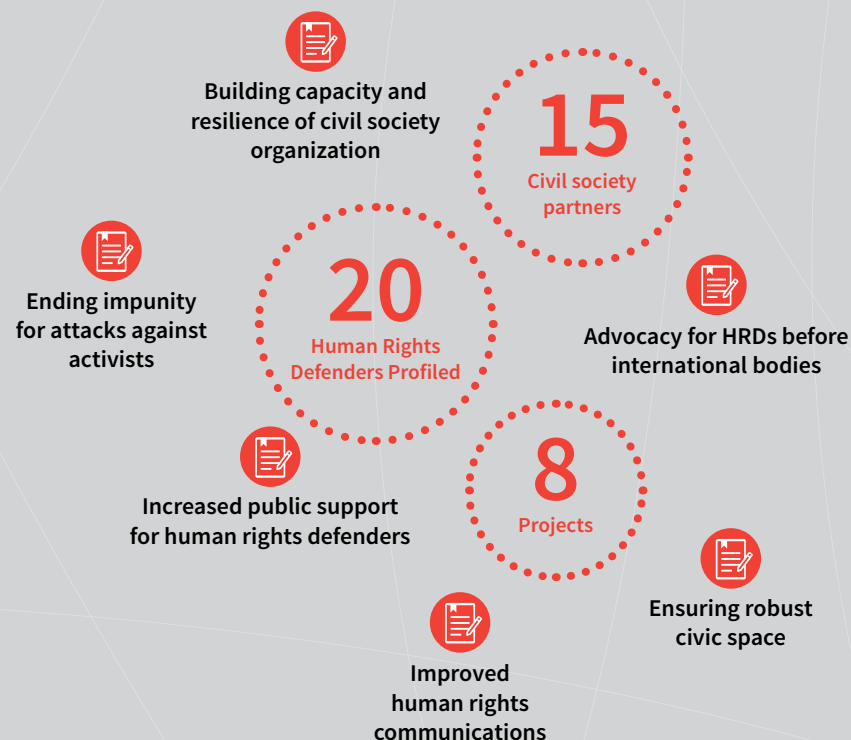 Building capacity and
resilience of civil society
organization
15
Civil society
partners
Ending impunity
for attacks against
activists
20
Human Rights
Defenders Profiled
Advocacy for HRDs before
international bodies
Increased public support
for human rights defenders
8
Projects
Ensuring robust
civic space
Improved
human rights
communications